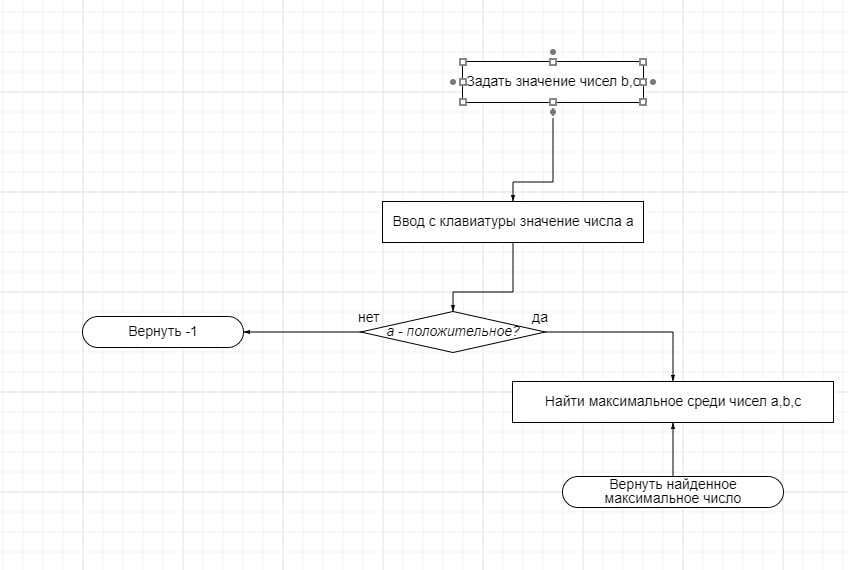 Задать значение чисел b,c
Ввод с клавиатуры значение числа a
нет
да
a - положительное?
Вернуть -1
Найти максимальное среди чисел a,b,c
Вернуть найденное
максимальное число